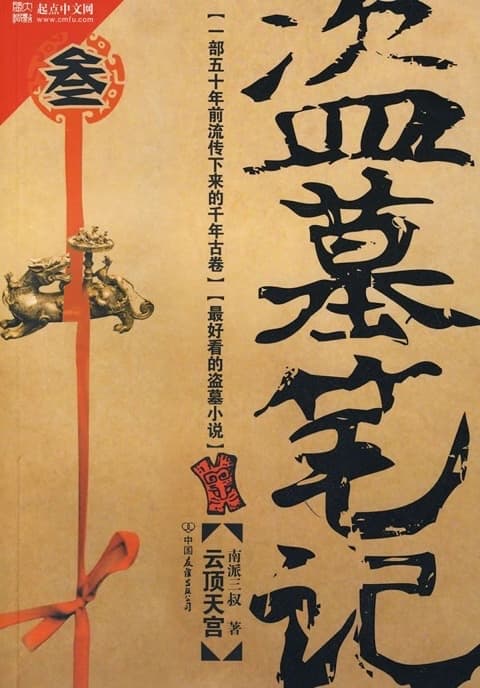 起点中文网
www.cmfu.com
叁
【一部五十年前流传下来的千年古卷】【最好看的盗墓小说】
盗墓笔记
南派三叔 著
【云顶天宫】
中国友谊出版公司